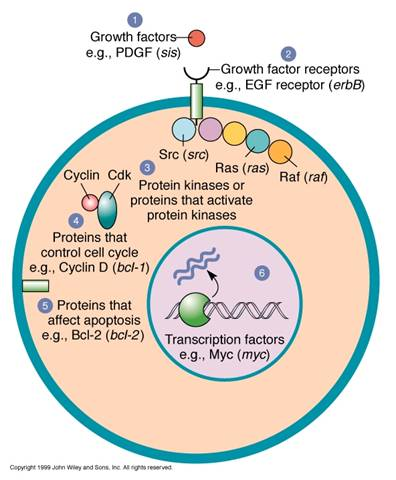 1
Growth factors
e.g., PDGF (sis)
2
Growth factor receptors
e.g., EGF receptor (erbB)
Src (src)
Ras (ras)
Raf (raf)
3
Protein kinases or
proteins that activate
protein kinases
Cyclin Cdk
4
Proteins that
control cell cycle
e.g., Cyclin D (bcl-1)
5 Proteins that
affect apoptosis
e.g., Bcl-2 (bcl-2)
6
Transcription factors
e.g., Myc (myc)
Copyright 1999 John Wiley and Sons, Inc. All rights reserved.